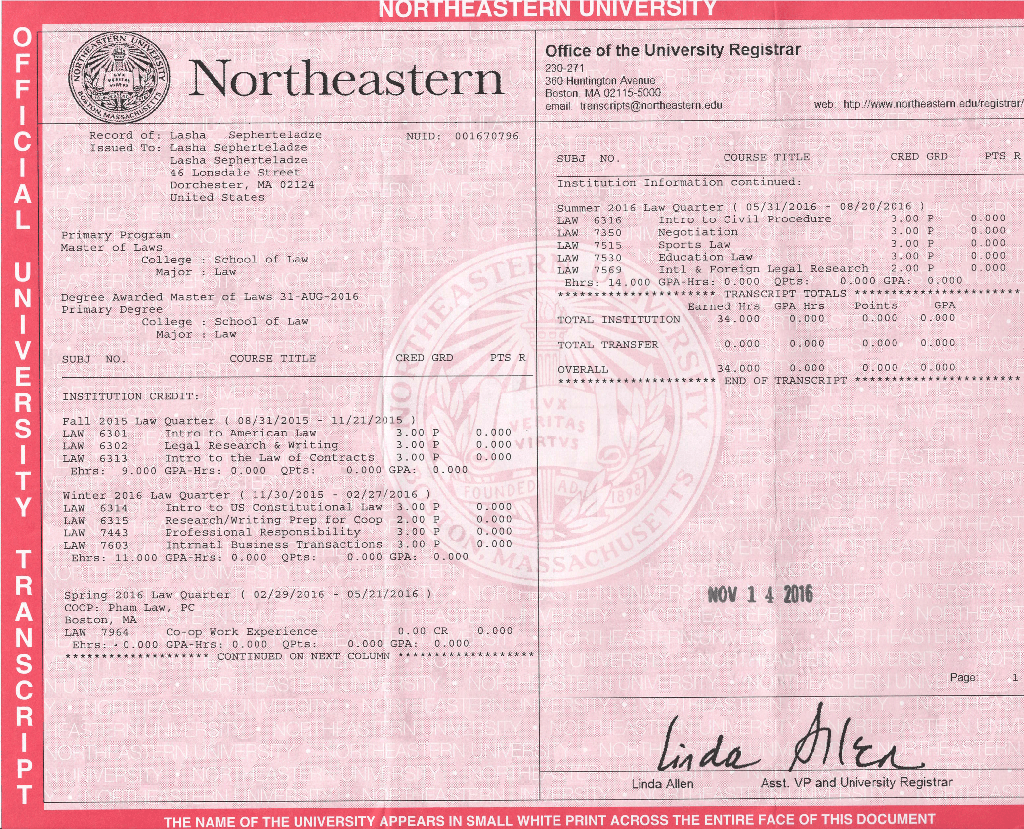 NORTHEASTERN UNIVERSITY
OFFICIAL UNIVERSITY TRANSCRIPT
NORTHEASTERN UNIVERSITY
BOSTON, MASSACHUSETTS
Northeastern
Record of: Lasha Sepherteladze NUID: 001670796
Issued To: Lasha Sepherteladze
Lasha Sepherteladze
46 Lonsdale Street
Dorchester, MA 02124
United States
Primary Program
Master of Laws
College : School of Law
Major : Law
Degree Awarded Master of Laws 31-AUG-2016
Primary Degree
College : School of Law
Major : Law
SUBJ NO. COURSE TITLE CRED GRD PTS R
INSTITUTION CREDIT:
Fall 2015 Law Quarter ( 08/31/2015 - 11/21/2015 )
LAW 6301 Intro to American Law 3.00 P 0.000
LAW 6302 Legal Research & Writing 3.00 P 0.000
LAW 6313 Intro to the Law of Contracts 3.00 P 0.000
Ehrs: 9.000 GPA-Hrs: 0.000 QPts: 0.000 GPA: 0.000
Winter 2016 Law Quarter ( 11/30/2015 - 02/27/2016 )
LAW 6314 Intro to US Constitutional Law 3.00 P 0.000
LAW 6315 Research/Writing Prep for Coop 2.00 P 0.000
LAW 7443 Professional Responsibility 3.00 P 0.000
LAW 7603 Intrnatl Business Transactions 3.00 P 0.000
Ehrs: 11.000 GPA-Hrs: 0.000 QPts: 0.000 GPA: 0.000
Spring 2016 Law Quarter ( 02/29/2016 - 05/21/2016 )
COOP: Pham Law, PC
Boston, MA
LAW 7964 Co-op Work Experience 0.00 CR 0.000
Ehrs: 0.000 GPA-Hrs: 0.000 QPts: 0.000 GPA: 0.000
******************** CONTINUED ON NEXT COLUMN *******************
Office of the University Registrar
230-271
360 Huntington Avenue
Boston, MA 02115-5000
email: transcripts@northeastern.edu web: http://www.northeastern.edu/registrar/
SUBJ NO. COURSE TITLE CRED GRD PTS R
Institution Information continued:
Summer 2016 Law Quarter ( 05/31/2016 - 08/20/2016 )
LAW 6316 Intro to Civil Procedure 3.00 P 0.000
LAW 7350 Negotiation 3.00 P 0.000
LAW 7515 Sports Law 3.00 P 0.000
LAW 7530 Education Law 3.00 P 0.000
LAW 7569 Intl & Foreign Legal Research 2.00 P 0.000
Ehrs: 14.000 GPA-Hrs: 0.000 QPts: 0.000 GPA: 0.000
********************** TRANSCRIPT TOTALS ***********************
Earned Hrs GPA Hrs Points GPA
TOTAL INSTITUTION 34.000 0.000 0.000 0.000
TOTAL TRANSFER 0.000 0.000 0.000 0.000
OVERALL 34.000 0.000 0.000 0.000
********************** END OF TRANSCRIPT ***********************
LVX
VERITAS
VIRTVS
FOUNDED A.D. 1898
NOV 14 2016
Page: 1
Linda Allen
Linda Allen Asst. VP and University Registrar
THE NAME OF THE UNIVERSITY APPEARS IN SMALL WHITE PRINT ACROSS THE ENTIRE FACE OF THIS DOCUMENT